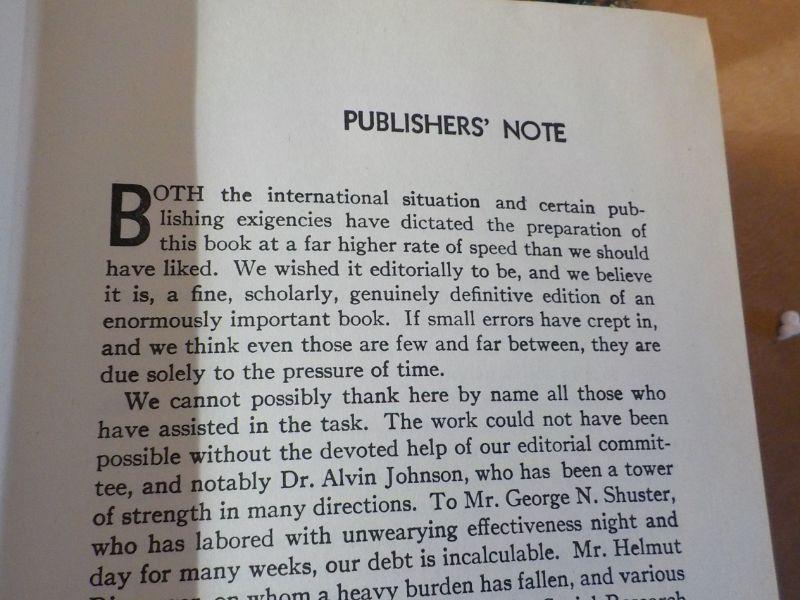 PUBLISHERS' NOTE
BOTH the international situation and certain pub-
lishing exigencies have dictated the preparation of
this book at a far higher rate of speed than we should
have liked. We wished it editorially to be, and we believe
it is, a fine, scholarly, genuinely definitive edition of an
enormously important book. If small errors have crept in,
and we think even those are few and far between, they are
due solely to the pressure of time.
We cannot possibly thank here by name all those who
have assisted in the task. The work could not have been
possible without the devoted help of our editorial commit-
tee, and notably Dr. Alvin Johnson, who has been a tower
of strength in many directions. To Mr. George N. Shuster,
who has labored with unwearying effectiveness night and
day for many weeks, our debt is incalculable. Mr. Helmut
on whom a heavy burden has fallen, and various
Social Research